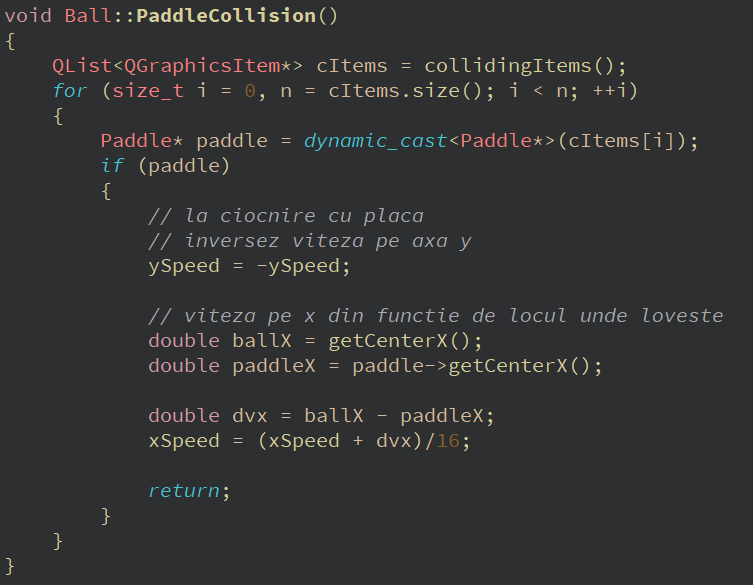 void Ball::PaddleCollision()
{
    QList<QGraphicsItem*> cItems = collidingItems();
    for (size_t i = 0, n = cItems.size(); i < n; ++i)
    {
        Paddle* paddle = dynamic_cast<Paddle*>(cItems[i]);
        if (paddle)
        {
            // la ciocnire cu placa
            // inversez viteza pe axa y
            ySpeed = -ySpeed;

            // viteza pe x din functie de locul unde loveste
            double ballX = getCenterX();
            double paddleX = paddle->getCenterX();

            double dvx = ballX - paddleX;
            xSpeed = (xSpeed + dvx)/16;

            return;
        }
    }
}